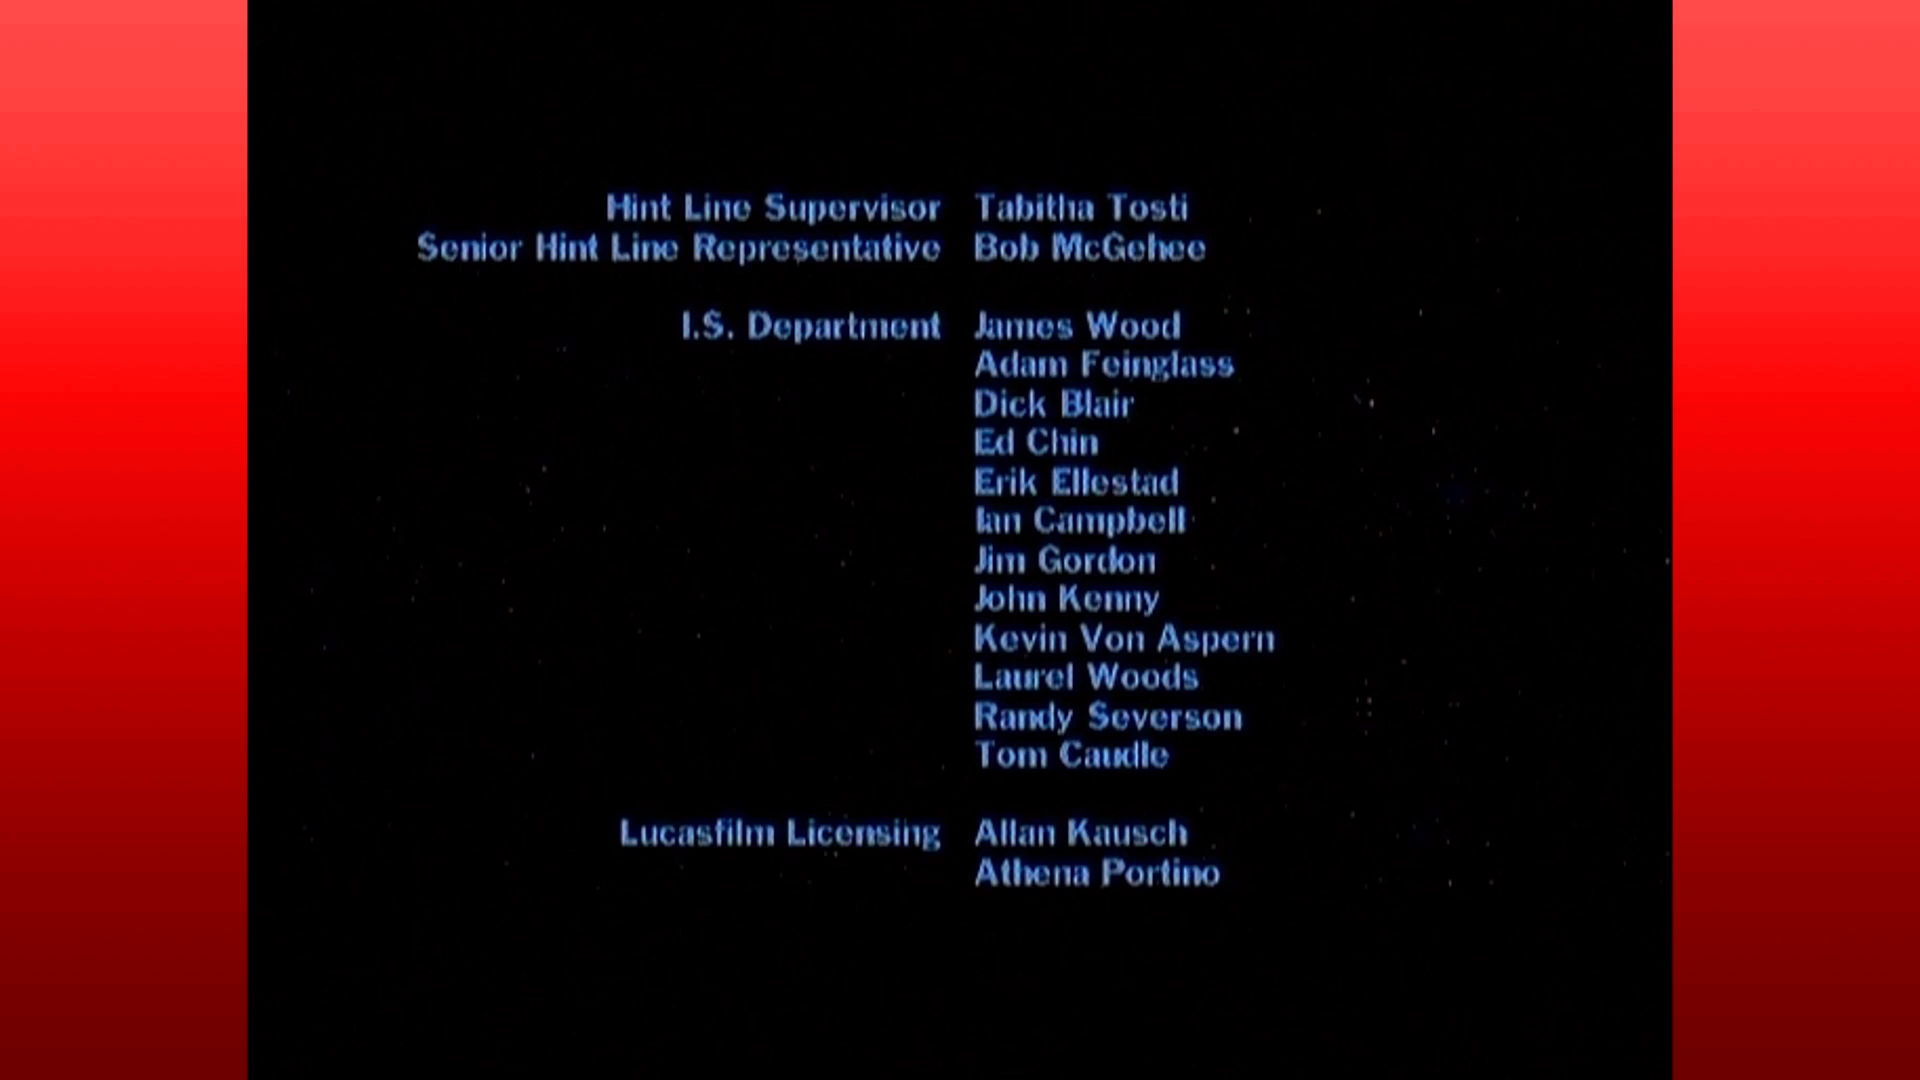 Hint Line Supervisor Tabitha Tosti
Senior Hint Line Representative Bob McGehee
I.S. Department James Wood
Adam Feinglass
Dick Blair
Ed Chin
Erik Ellestad
Ian Campbell
Jim Gordon
John Kenny
Kevin Von Aspern
Laurel Woods
Randy Severson
Tom Caudle
Lucasfilm Licensing Allan Kausch
Athena Portino